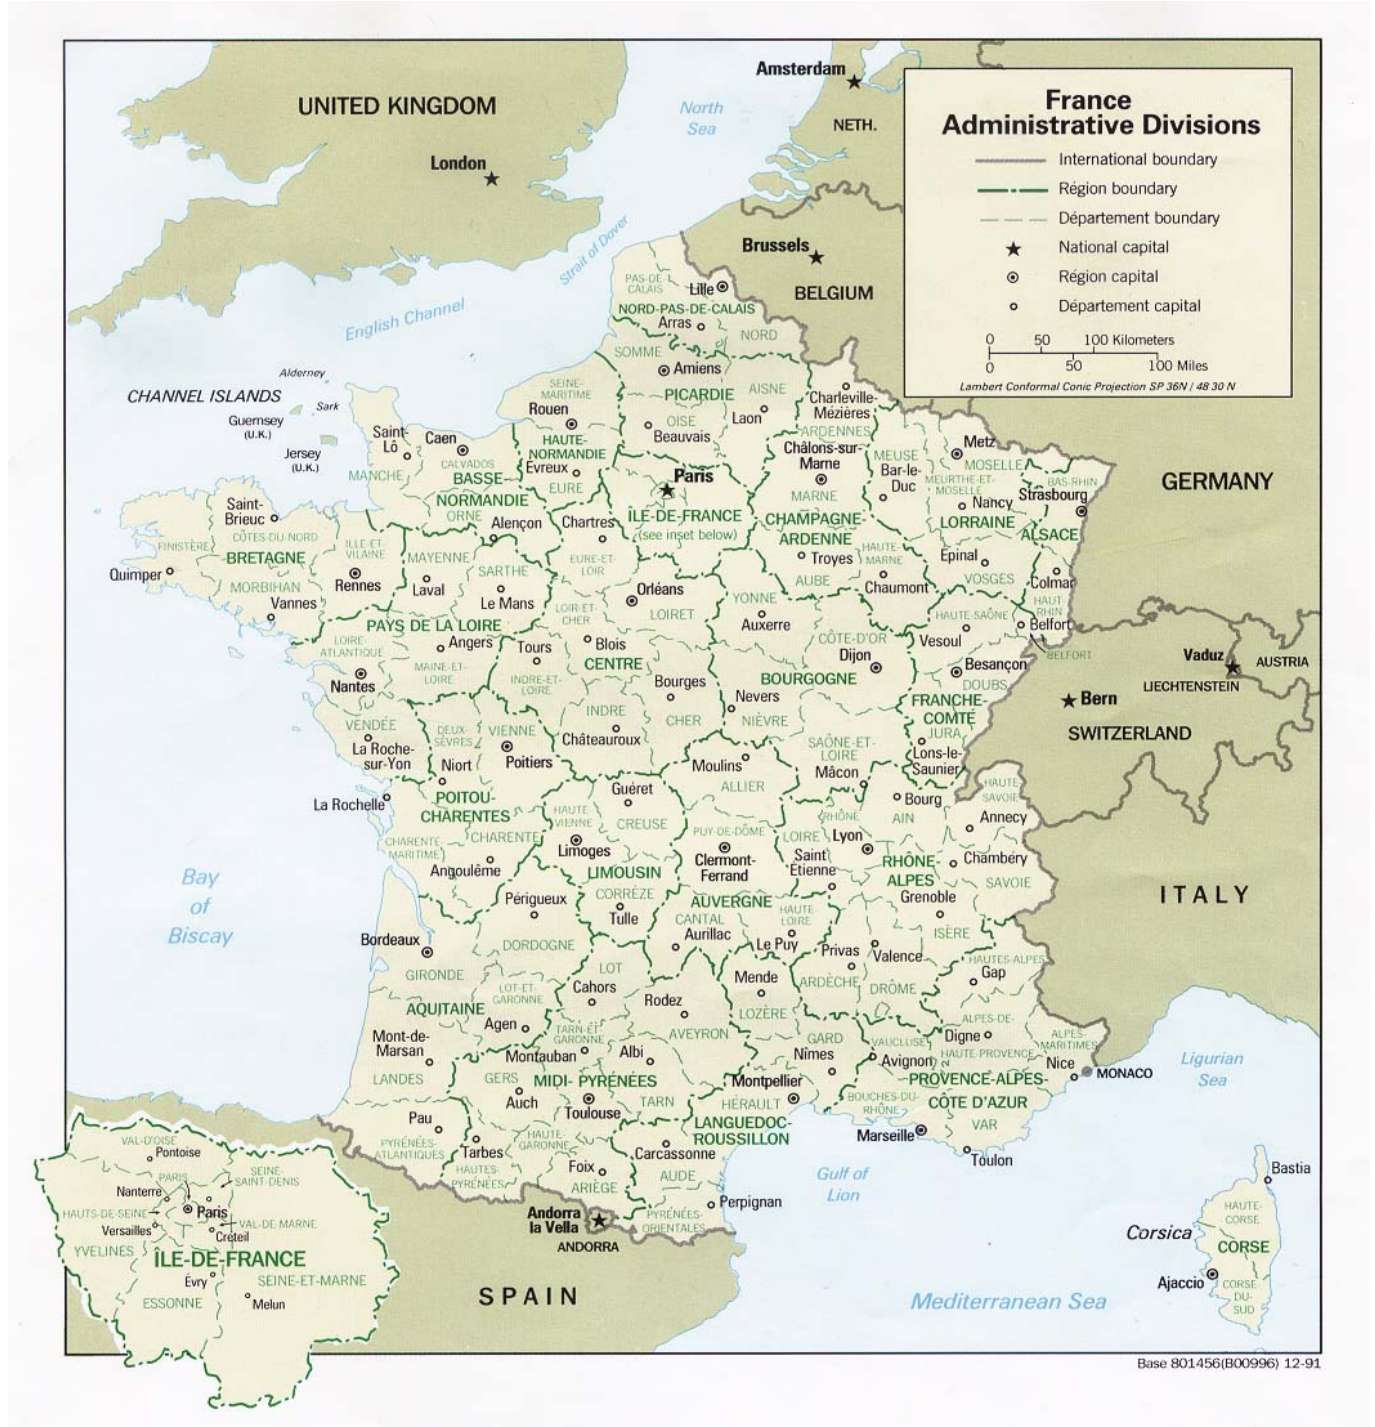 Amsterdam
NETH.
North
Sea
UNITED KINGDOM
London
France
Administrative Divisions
International boundary
Région boundary
Département boundary
National capital
Région capital
Département capital
0 50 100 Kilometers
0 50 100 Miles
Lambert Conformal Conic Projection SP 36N / 48 30 N
Strait of Dover
Brussels
BELGIUM
English Channel
PAS-DE-
CALAIS
Lille
NORD-PAS-DE-CALAIS
Arras
NORD
SOMME
Amiens
PICARDIE
AISNE
OISE
Beauvais
Laon
Alderney
CHANNEL ISLANDS
Sark
Guernsey
(U.K.)
Jersey
(U.K.)
SEINE-
MARITIME
Rouen
HAUTE-
NORMANDIE
Évreux
EURE
Saint-
Lô
Caen
CALVADOS
MANCHE
BASSE
NORMANDIE
ORNE
Alençon
Charleville-
Mézières
ARDENNES
Châlons-sur-
Marne
MARNE
CHAMPAGNE-
ARDENNE
Troyes
AUBE
HAUTE-
MARNE
Chaumont
MEUSE
Bar-le-
Duc
Metz
MOSELLE
MEURTHE-ET-
MOSELLE
Nancy
LORRAINE
Épinal
VOSGES
BAS-RHIN
Strasbourg
ALSACE
Colmar
HAUT
RHIN
GERMANY
Paris
ÎLE-DE-FRANCE
(see inset below)
Chartres
EURE-ET-
LOIR
Saint-
Brieuc
CÔTES-DU-NORD
FINISTÈRE
BRETAGNE
Quimper
MORBIHAN
Vannes
ILLE-ET-
VILAINE
Rennes
MAYENNE
Laval
SARTHE
Le Mans
PAYS DE LA LOIRE
LOIRE-
ATLANTIQUE
Angers
MAINE-ET-
LOIRE
Nantes
VENDÉE
La Roche-
sur-Yon
Orléans
LOIRET
LOIR-ET-
CHER
Blois
Tours
CENTRE
INDRE-ET-
LOIRE
Bourges
INDRE
CHER
Châteauroux
YONNE
Auxerre
CÔTE-D'OR
Dijon
BOURGOGNE
Nevers
NIÈVRE
SAÔNE-ET-
LOIRE
Mâcon
HAUTE-SAÔNE
Belfort
Vesoul
BELFORT
Besançon
DOUBS
FRANCHE-
COMTÉ
JURA
Lons-le-
Saunier
Vaduz
AUSTRIA
LIECHTENSTEIN
Bern
SWITZERLAND
DEUX-
SÈVRES
VIENNE
Poitiers
Niort
La Rochelle
POITOU-
CHARENTES
CHARENTE
MARITIME
CHARENTE
Angoulême
Guéret
HAUTE
VIENNE
CREUSE
Limoges
LIMOUSIN
CORRÈZE
Tulle
Moulins
ALLIER
PUY-DE-DÔME
Clermont-
Ferrand
AUVERGNE
CANTAL
Aurillac
HAUTE-
LOIRE
Le Puy
RHÔNE
LOIRE
Lyon
Saint
Étienne
Bourg
AIN
HAUTE
SAVOIE
Annecy
RHÔNE-
ALPES
Chambéry
SAVOIE
Grenoble
ISÈRE
Privas
Valence
ARDÈCHE
DRÔME
ITALY
Bay
of
Biscay
Périgueux
DORDOGNE
Bordeaux
GIRONDE
LOT-ET-
GARONNE
AQUITAINE
Agen
Mont-de-
Marsan
LANDES
Pau
PYRÉNÉES-
ATLANTIQUES
LOT
Cahors
Rodez
AVEYRON
TARN-ET
GARONNE
Montauban
Albi
GERS
MIDI- PYRÉNÉES
Auch
Toulouse
TARN
HAUTE-
GARONNE
Tarbes
HAUTES-
PYRÉNÉES
Foix
ARIÈGE
Mende
LOZÈRE
GARD
Nîmes
Montpellier
HÉRAULT
LANGUEDOC-
ROUSSILLON
Carcassonne
AUDE
Perpignan
PYRÉNÉES-
ORIENTALES
HAUTES-ALPES
Gap
ALPES-DE-
HAUTE-PROVENCE
Digne
ALPES-
MARITIMES
Nice
MONACO
VAUCLUSE
Avignon
PROVENCE-ALPES-
CÔTE D'AZUR
BOUCHES-DU-
RHÔNE
VAR
Marseille
Toulon
Ligurian
Sea
Gulf of
Lion
Andorra
la Vella
ANDORRA
SPAIN
Mediterranean Sea
Bastia
HAUTE-
CORSE
Corsica
CORSE
Ajaccio
CORSE
DU-
SUD
VAL-D'OISE
Pontoise
PARIS
SEINE-
SAINT-DENIS
Nanterre
HAUTS-DE-SEINE
Paris
VAL-DE MARNE
Versailles
Créteil
YVELINES
ÎLE-DE-FRANCE
Évry
SEINE-ET-MARNE
ESSONNE
Melun
Base 801456(B00996) 12-91